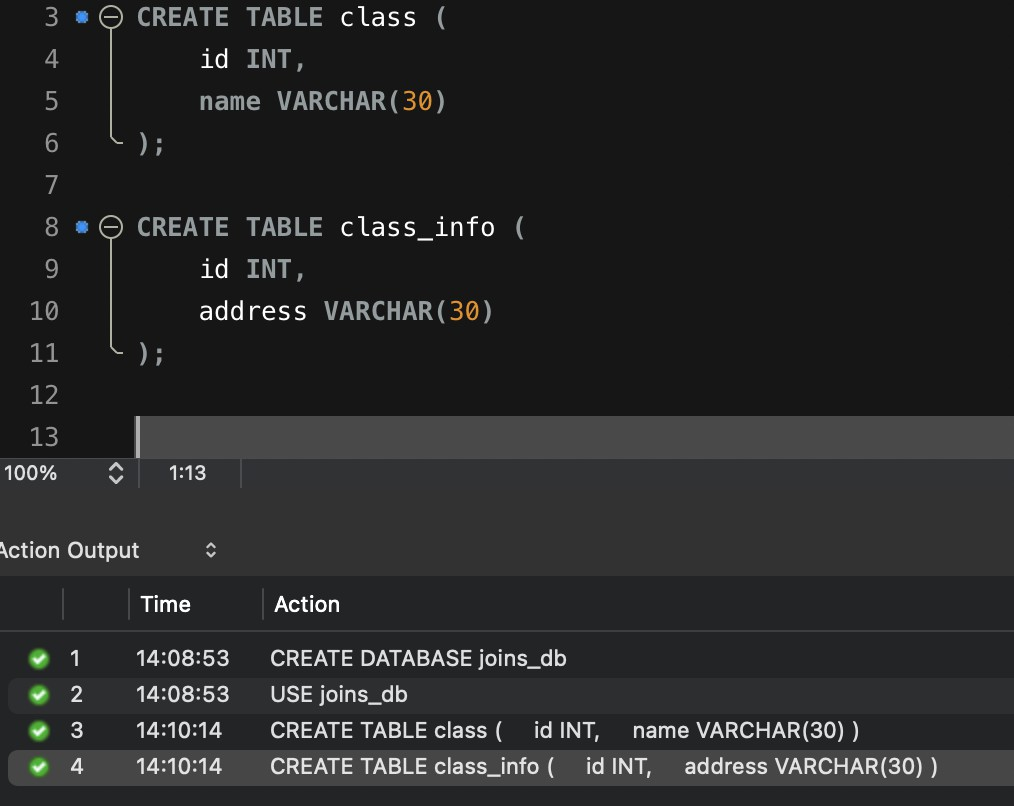 3 CREATE TABLE class (
4 id INT,
5 name VARCHAR(30)
6 );
7
8 CREATE TABLE class_info (
9 id INT,
10 address VARCHAR(30)
11 );
12
13
100% 1:13
Action Output
Time Action
1 14:08:53 CREATE DATABASE joins_db
2 14:08:53 USE joins_db
3 14:10:14 CREATE TABLE class ( id INT, name VARCHAR(30) )
4 14:10:14 CREATE TABLE class_info ( id INT, address VARCHAR(30) )